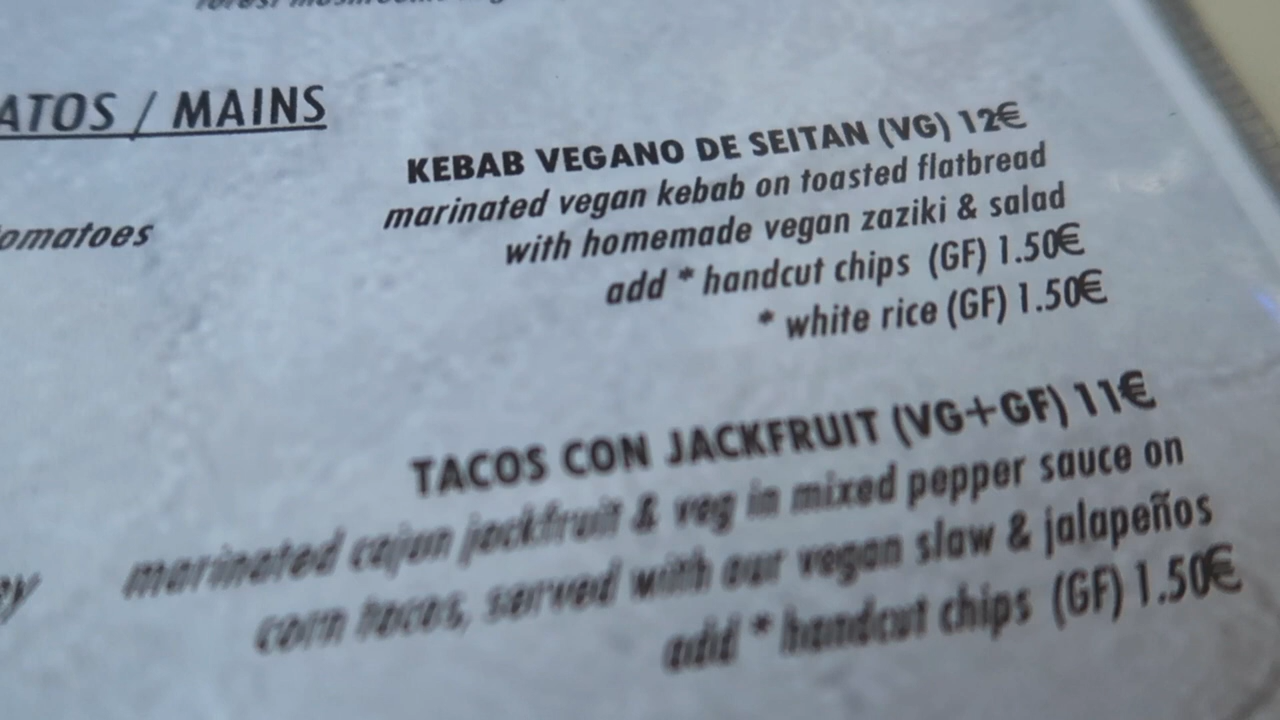 ATOS / MAINS
KEBAB VEGANO DE SEITAN (VG) 12€
marinated vegan kebab on toasted flatbread
with homemade vegan zaziki & salad
add * handcut chips (GF) 1.50€
* white rice (GF) 1.50€
omatoes
TACOS CON JACKFRUIT (VG+GF) 11€
marinated cajun jackfruit & veg in mixed pepper sauce on
corn tacos, served with our vegan slaw & jalapeños
add * handcut chips (GF) 1.50€